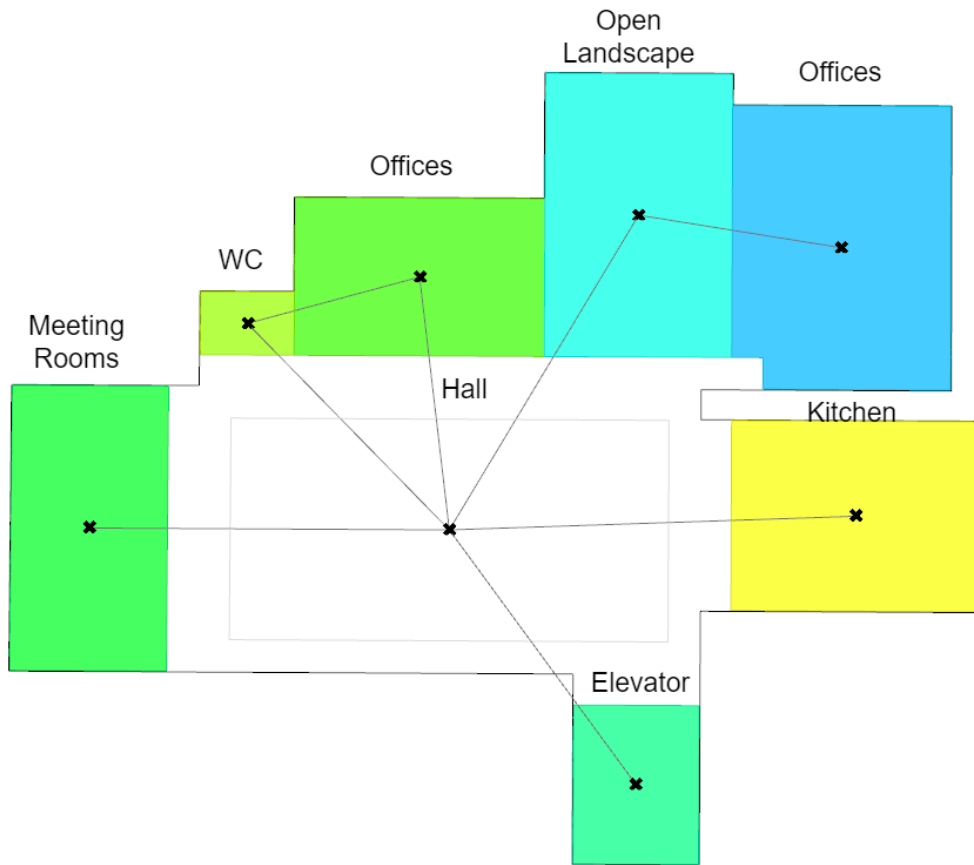 Open
Landscape
Offices
Offices
WC
Meeting
Rooms
Hall
Kitchen
Elevator